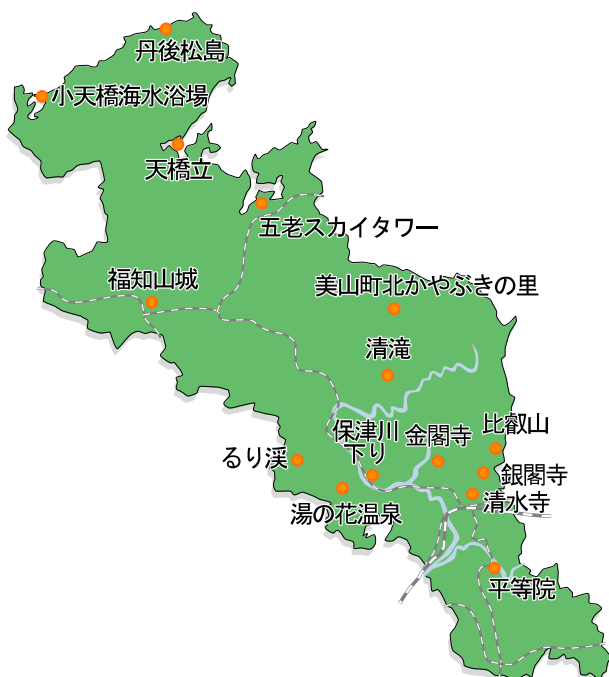 丹後松島
小天橋海水浴場
天橋立
五老スカイタワー
福知山城
美山町北かやぶきの里
清滝
保津川
下り
金閣寺
比叡山
るり渓
銀閣寺
湯の花温泉
清水寺
平等院